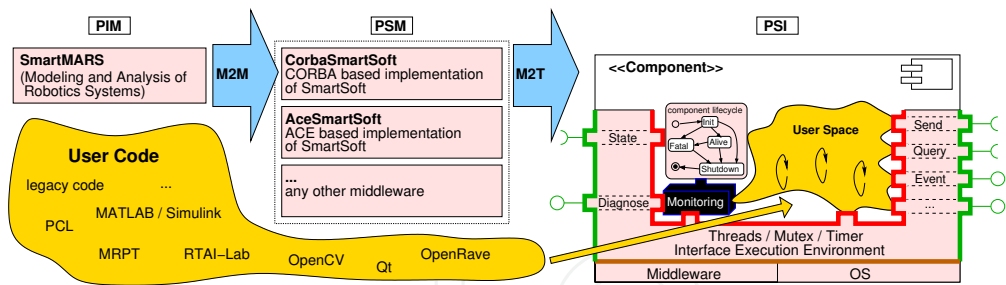 PIM
PSM
PSI
SmartMARS
(Modeling and Analysis of
Robotics Systems)
M2M
CorbaSmartSoft
CORBA based implementation
of SmartSoft
AceSmartSoft
ACE based implementation
of SmartSoft
...
any other middleware
M2T
<<Component>>
component lifecycle
Init
Fatal
Alive
Shutdown
User Space
State
Diagnose
Monitoring
Send
Query
Event
...
Threads / Mutex / Timer
Interface Execution Environment
Middleware
OS
User Code
legacy code
...
MATLAB / Simulink
PCL
MRPT
RTAI–Lab
OpenCV
Qt
OpenRave